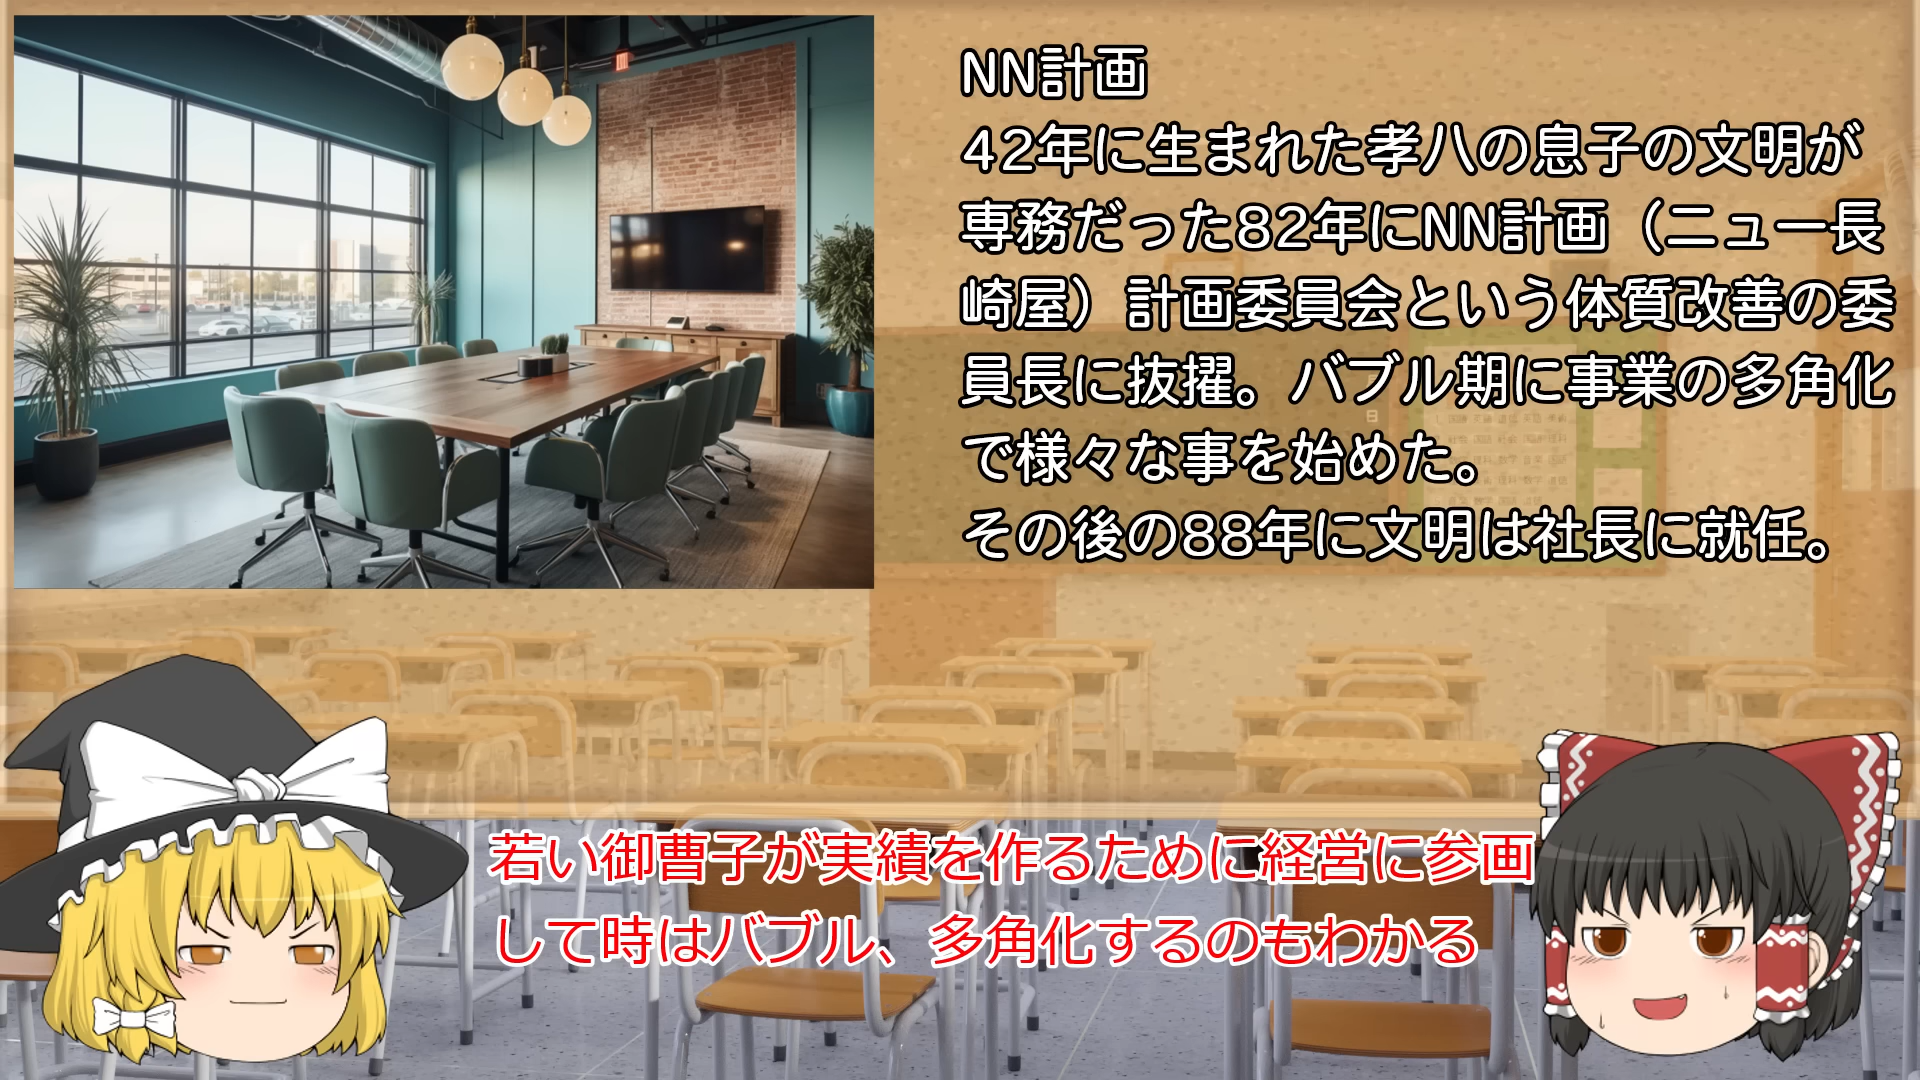 NN計画
42年に生まれた孝八の息子の文明が
専務だった82年にNN計画（ニュー長
崎屋）計画委員会という体質改善の委
員長に抜擢。バブル期に事業の多角化
で様々な事を始めた。
その後の88年に文明は社長に就任。
若い御曹子が実績を作るために経営に参画
して時はバブル、多角化するのもわかる